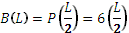 B(L) = P(L/2) = 6(L/2)